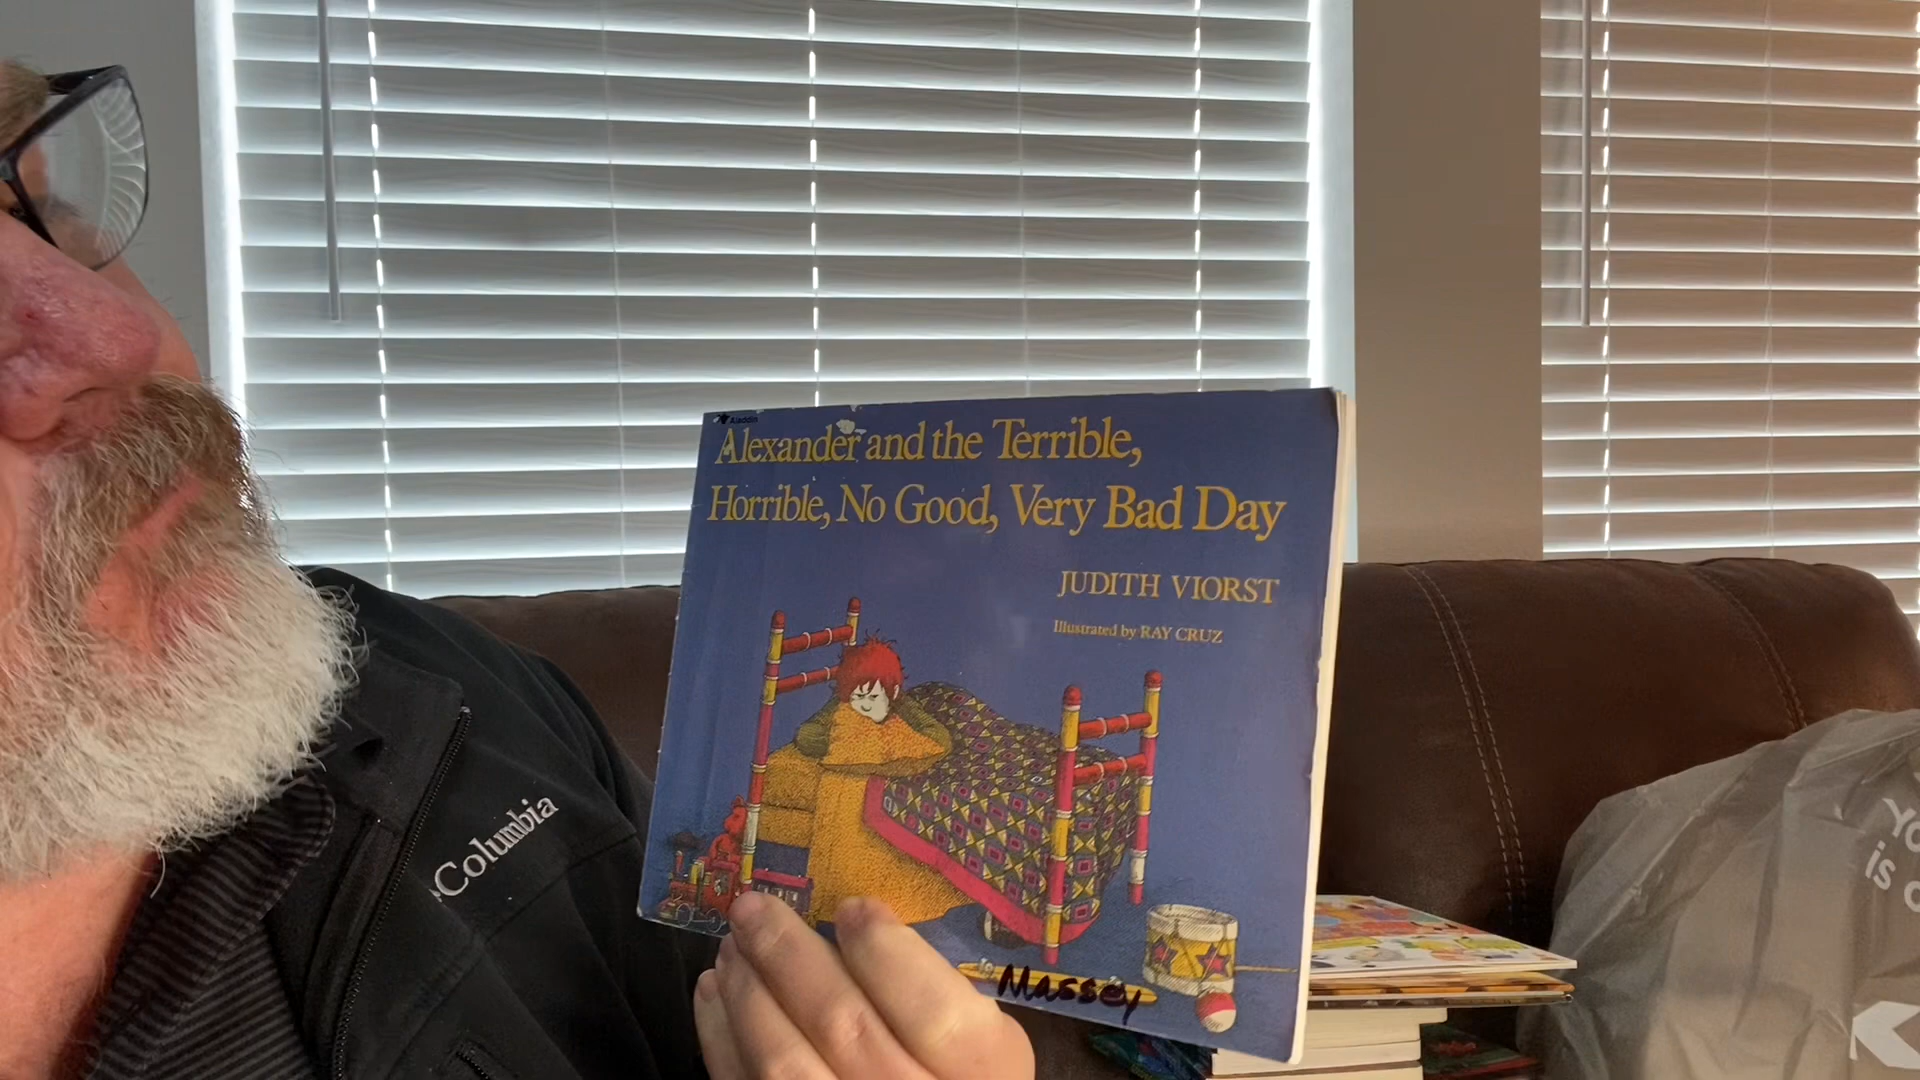 Aladdin
Alexander and the Terrible,
Horrible, No Good, Very Bad Day
JUDITH VIORST
Illustrated by RAY CRUZ
Massey
Columbia
is